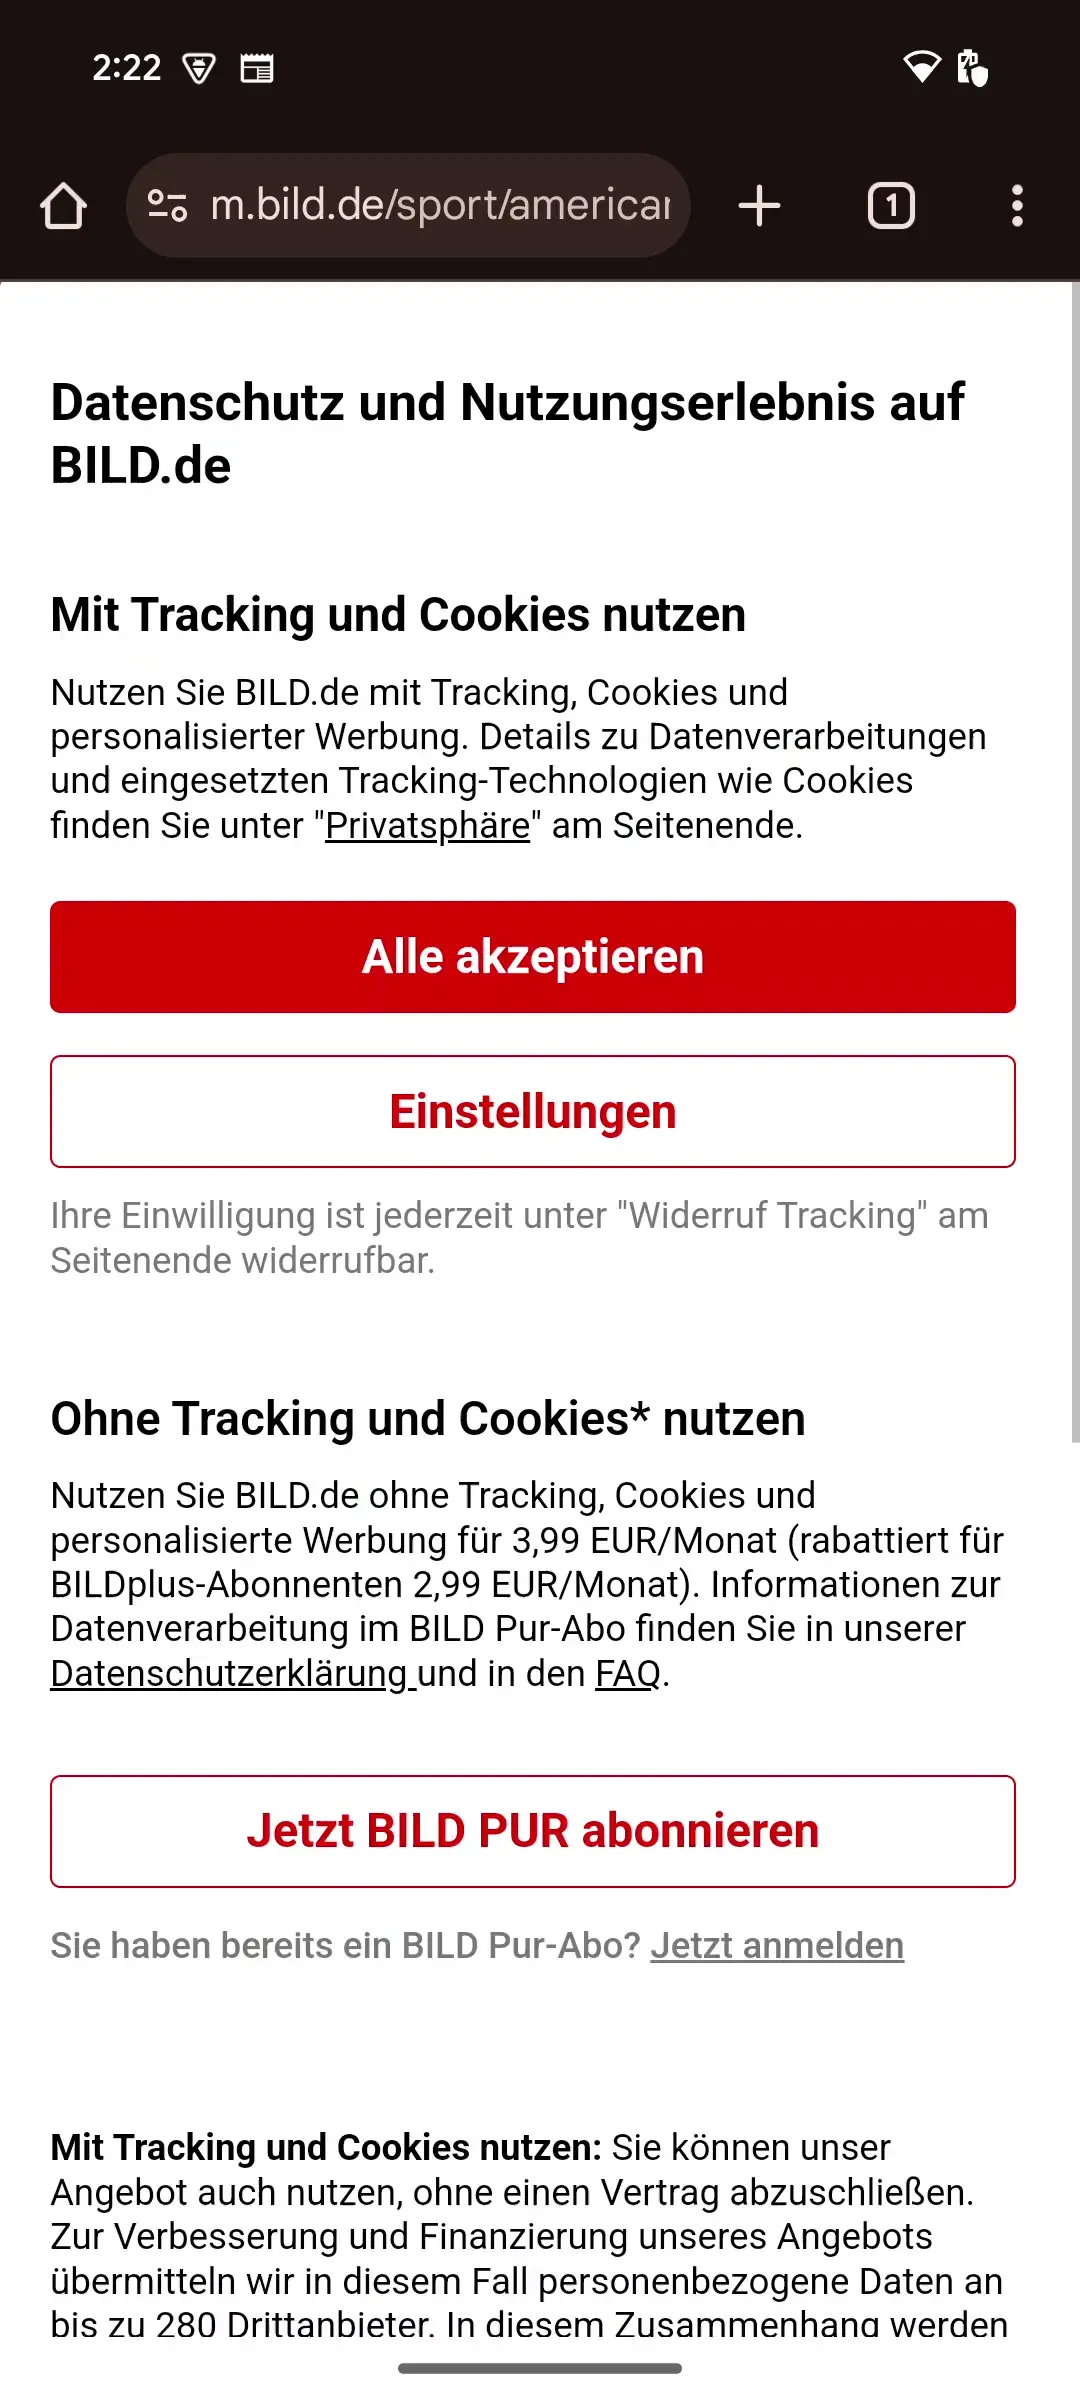 2:22
m.bild.de/sport/american
1
Datenschutz und Nutzungserlebnis auf
BILD.de
Mit Tracking und Cookies nutzen
Nutzen Sie BILD.de mit Tracking, Cookies und
personalisierter Werbung. Details zu Datenverarbeitungen
und eingesetzten Tracking-Technologien wie Cookies
finden Sie unter "Privatsphäre" am Seitenende.
Alle akzeptieren
Einstellungen
Ihre Einwilligung ist jederzeit unter "Widerruf Tracking" am
Seitenende widerrufbar.
Ohne Tracking und Cookies* nutzen
Nutzen Sie BILD.de ohne Tracking, Cookies und
personalisierte Werbung für 3,99 EUR/Monat (rabattiert für
BILDplus-Abonnenten 2,99 EUR/Monat). Informationen zur
Datenverarbeitung im BILD Pur-Abo finden Sie in unserer
Datenschutzerklärung und in den FAQ.
Jetzt BILD PUR abonnieren
Sie haben bereits ein BILD Pur-Abo? Jetzt anmelden
Mit Tracking und Cookies nutzen: Sie können unser
Angebot auch nutzen, ohne einen Vertrag abzuschließen.
Zur Verbesserung und Finanzierung unseres Angebots
übermitteln wir in diesem Fall personenbezogene Daten an
bis zu 280 Drittanbieter. In diesem Zusammenhang werden